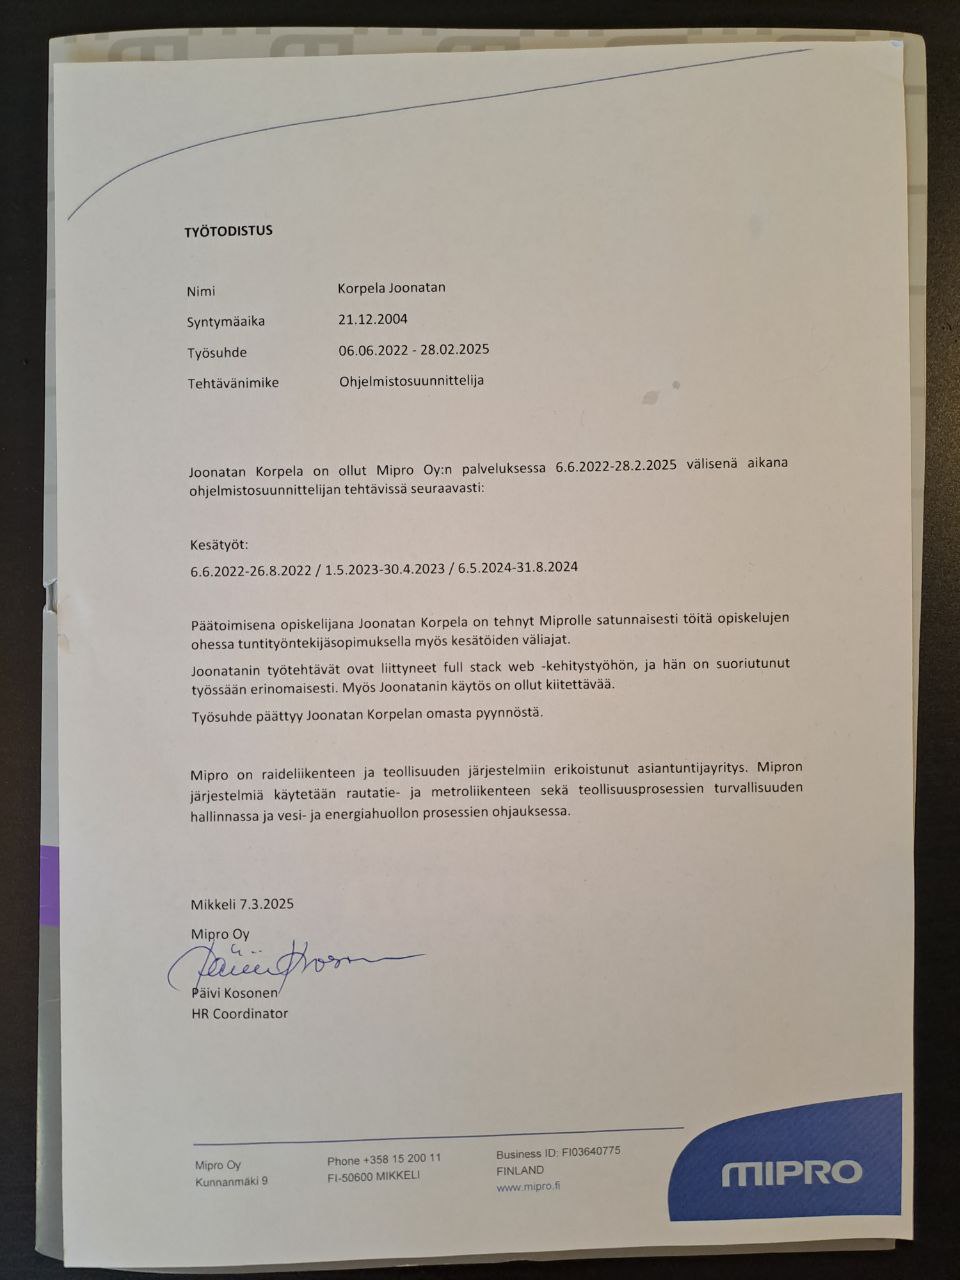 TYÖTODISTUS
Nimi Korpela Joonatan
Syntymäaika 21.12.2004
Työsuhde 06.06.2022 - 28.02.2025
Tehtävänimike Ohjelmistosuunnittelija
Joonatan Korpela on ollut Mipro Oy:n palveluksessa 6.6.2022-28.2.2025 välisenä aikana
ohjelmistosuunnittelijan tehtävissä seuraavasti:
Kesätyöt:
6.6.2022-26.8.2022 / 1.5.2023-30.4.2023 / 6.5.2024-31.8.2024
Päätoimisena opiskelijana Joonatan Korpela on tehnyt Miprolle satunnaisesti töitä opiskelujen
ohessa tuntityöntekijäsopimuksella myös kesätöiden väliajat.
Joonatanin työtehtävät ovat liittyneet full stack web -kehitystyöhön, ja hän on suoriutunut
työssään erinomaisesti. Myös Joonatanin käytös on ollut kiitettävää.
Työsuhde päättyy Joonatan Korpelan omasta pyynnöstä.
Mipro on raideliikenteen ja teollisuuden järjestelmiin erikoistunut asiantuntijayritys. Mipron
järjestelmiä käytetään rautatie- ja metroliikenteen sekä teollisuusprosessien turvallisuuden
hallinnassa ja vesi- ja energiahuollon prosessien ohjauksessa.
Mikkeli 7.3.2025
Mipro Oy
Päivi Kosonen
Päivi Kosonen
HR Coordinator
Mipro Oy Phone +358 15 200 11 Business ID: FI03640775
Kunnanmäki 9 FI-50600 MIKKELI FINLAND
www.mipro.fi
MIPRO